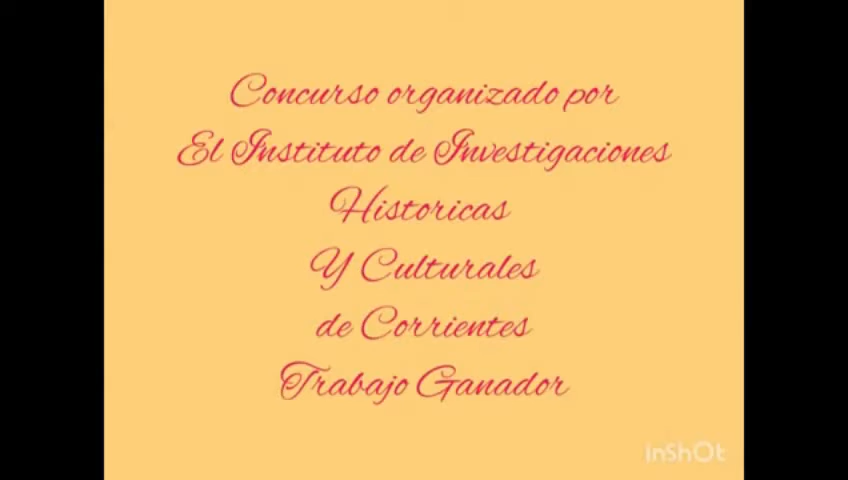 Concurso organizado por
El Instituto de Investigaciones
Historicas
Y Culturales
de Corrientes
Trabajo Ganador
InShOt